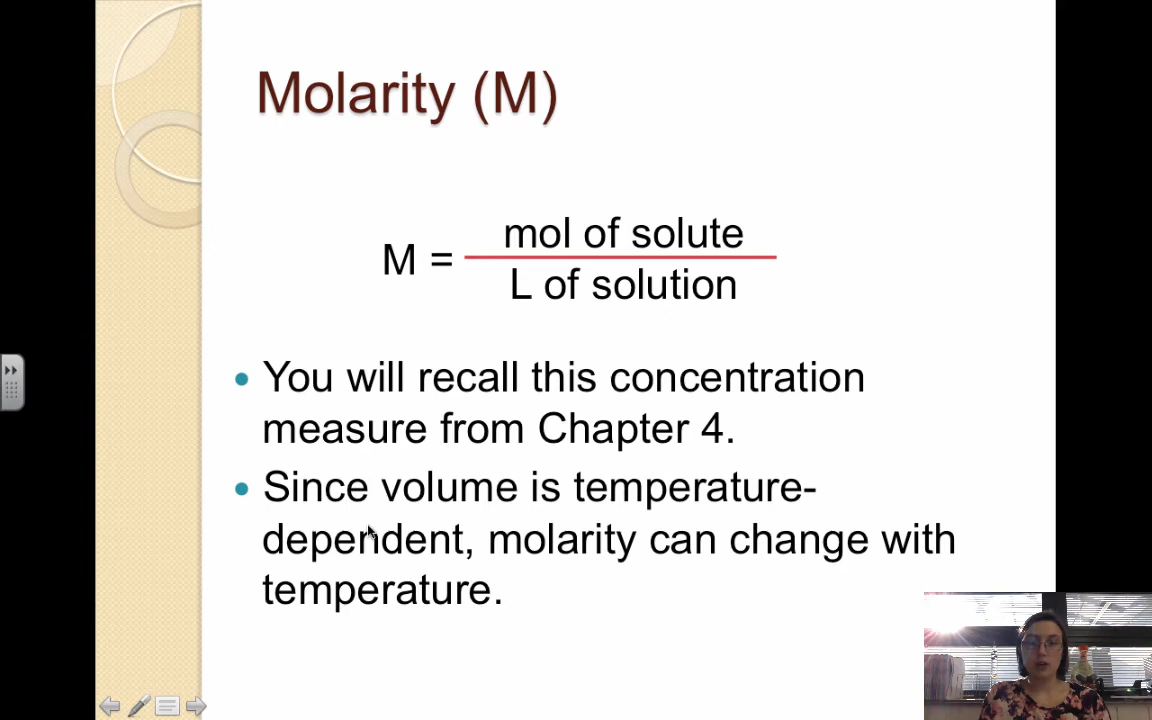 Molarity (M)
mol of solute
M =
L of solution
• You will recall this concentration
measure from Chapter 4.
• Since volume is temperature-
dependent, molarity can change with
temperature.